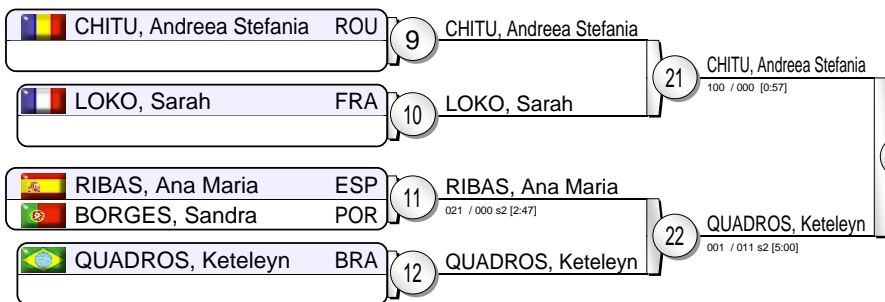 CHITU, Andreea Stefania ROU
9
CHITU, Andreea Stefania
LOKO, Sarah FRA
10
LOKO, Sarah
21
CHITU, Andreea Stefania
100 / 000 [0:57]
RIBAS, Ana Maria ESP
BORGES, Sandra POR
11
RIBAS, Ana Maria
021 / 000 s2 [2:47]
QUADROS, Keteleyn BRA
12
QUADROS, Keteleyn
22
QUADROS, Keteleyn
001 / 011 s2 [5:00]